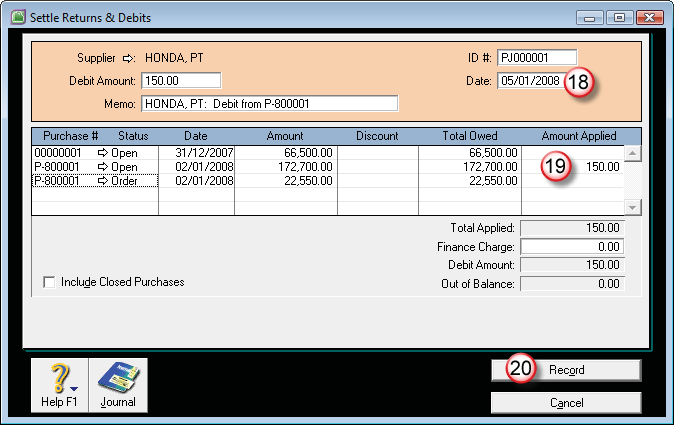 Settle Returns & Debits
Supplier ⇨: HONDA, PT
ID #: PJ000001
Debit Amount: 150.00
Date: 05/01/2008 18
Memo: HONDA, PT: Debit from P-800001
Purchase # Status Date Amount Discount Total Owed Amount Applied
00000001 ⇨ Open 31/12/2007 66,500.00 66,500.00
P-800001 ⇨ Open 02/01/2008 172,700.00 172,700.00 19 150.00
P-800001 ⇨ Order 02/01/2008 22,550.00 22,550.00
Total Applied: 150.00
Finance Charge: 0.00
Debit Amount: 150.00
Include Closed Purchases
Out of Balance: 0.00
20 Record
Help F1 Journal
Cancel